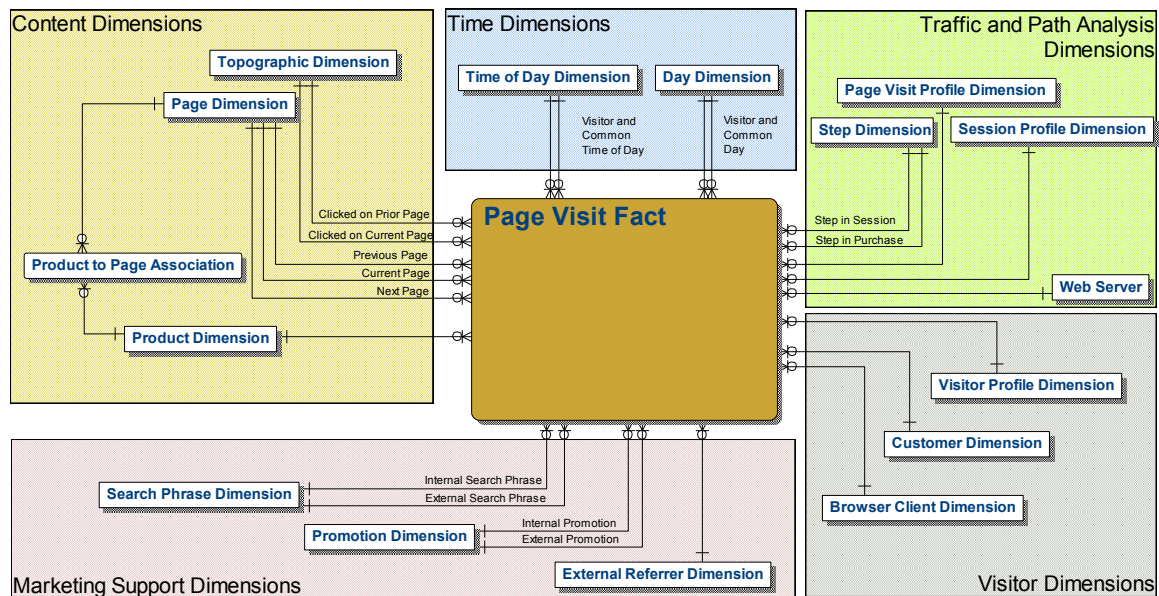 Content Dimensions
Topographic Dimension
Page Dimension
Clicked on Prior Page
Clicked on Current Page
Previous Page
Current Page
Next Page
Product to Page Association
Product Dimension
Time Dimensions
Time of Day Dimension
Day Dimension
Visitor and
Common
Time of Day
Visitor and
Common
Day
Traffic and Path Analysis
Dimensions
Page Visit Profile Dimension
Step Dimension
Session Profile Dimension
Step in Session
Step in Purchase
Web Server
Page Visit Fact
Visitor Profile Dimension
Customer Dimension
Browser Client Dimension
Visitor Dimensions
Internal Search Phrase
Search Phrase Dimension
External Search Phrase
Internal Promotion
Promotion Dimension
External Promotion
External Referrer Dimension
Marketing Support Dimensions